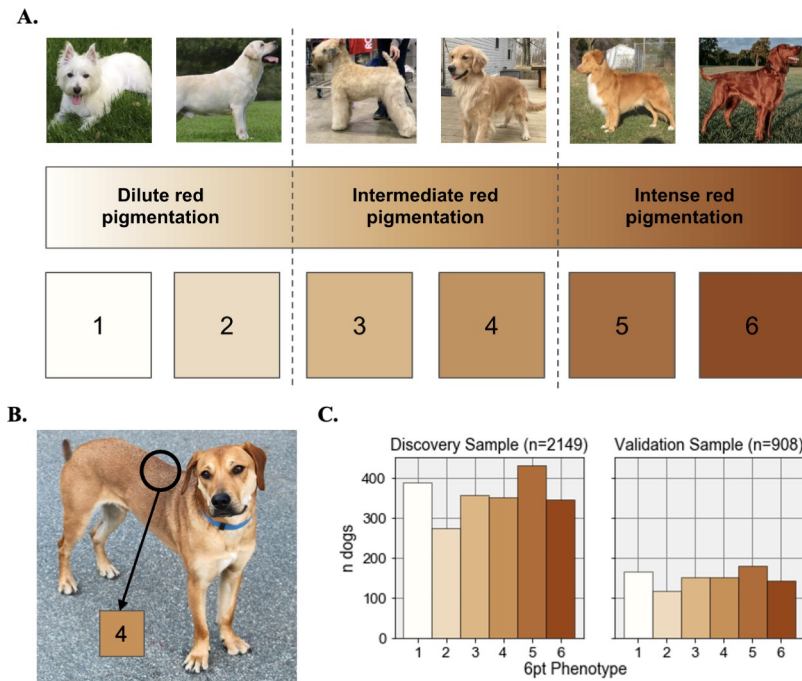 A.
Dilute red
pigmentation
Intermediate red
pigmentation
Intense red
pigmentation
1 2 3 4 5 6
B.
4
C.
Discovery Sample (n=2149)
Validation Sample (n=908)
n dogs
400
300
200
100
0
1 2 3 4 5 6
1 2 3 4 5 6
6pt Phenotype